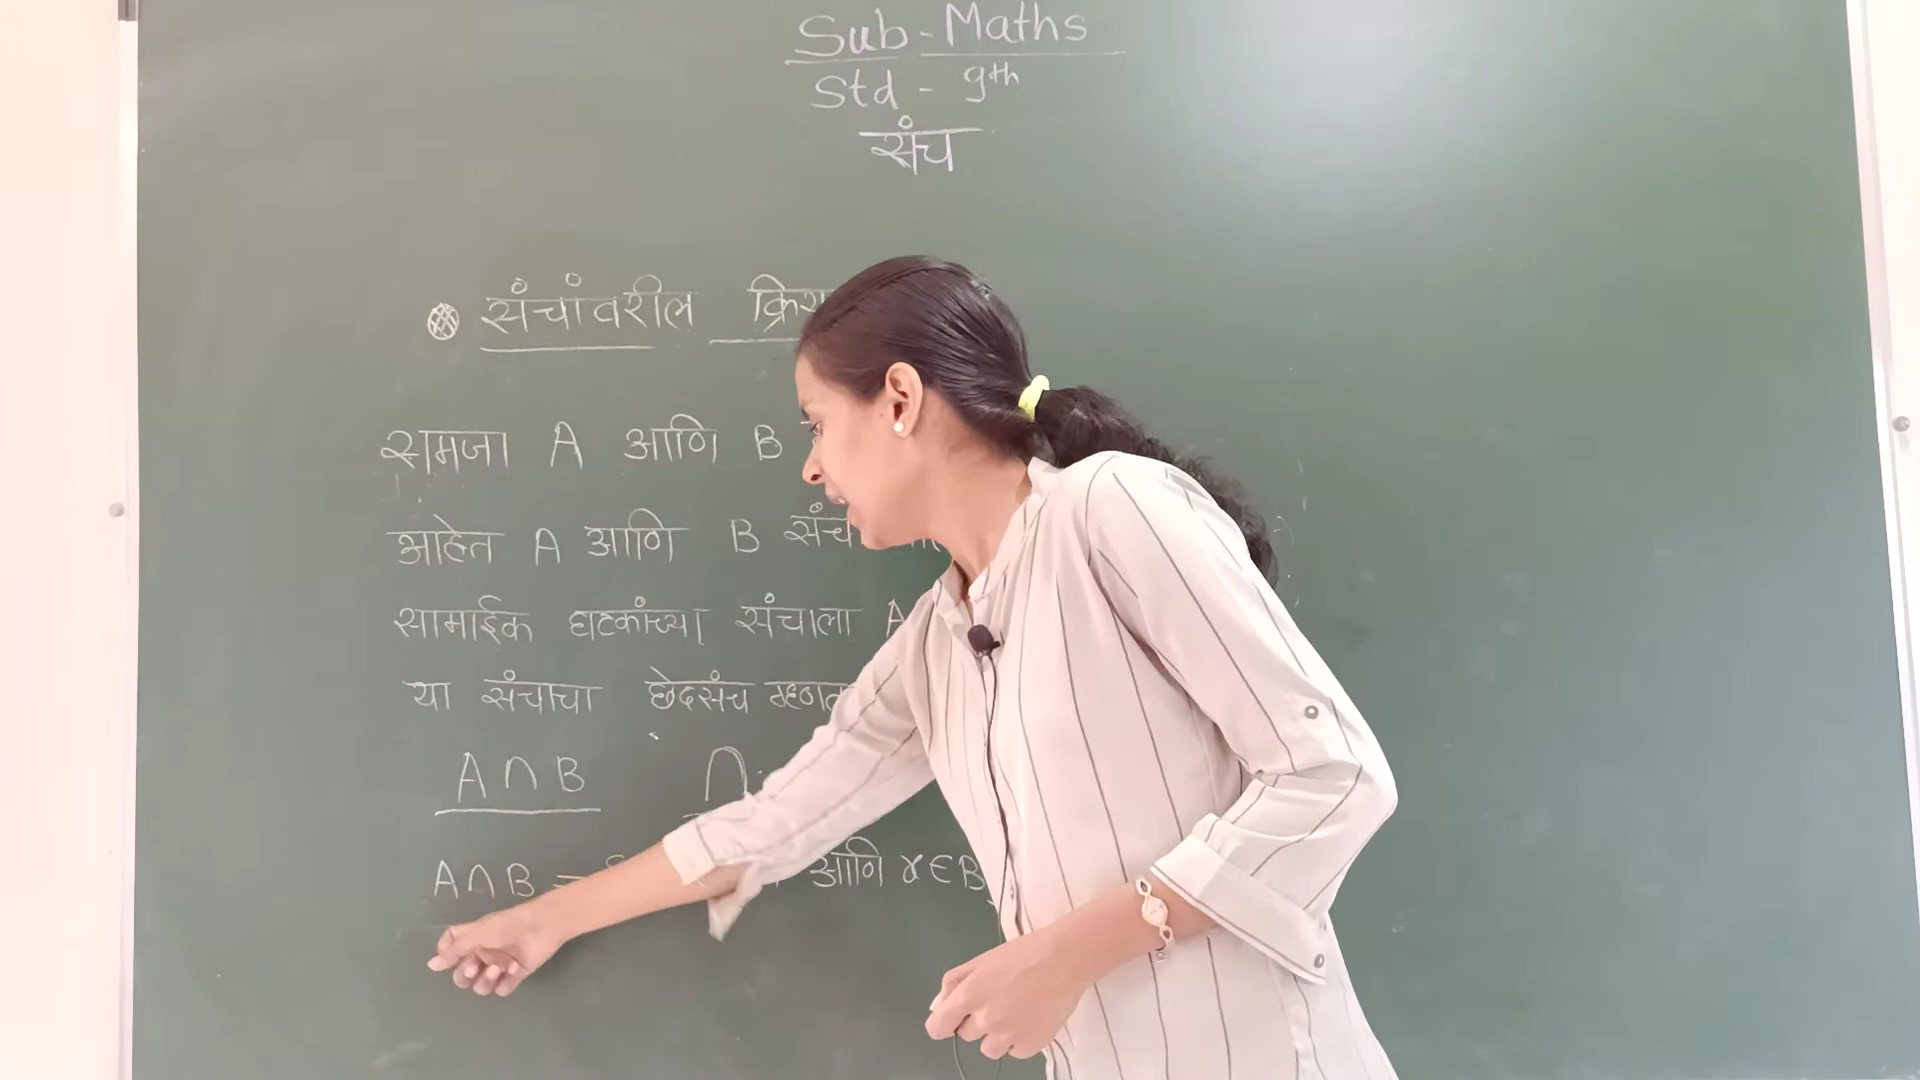 Sub - Maths
Std - 9th
संच
संचांवरील
समजा A आणि B
आहेत A आणि B संच
सामाईक घटकांच्या संचाला A
या संचाचा छेदसंच
A∩B ∩
A∩B = आणि x∈B